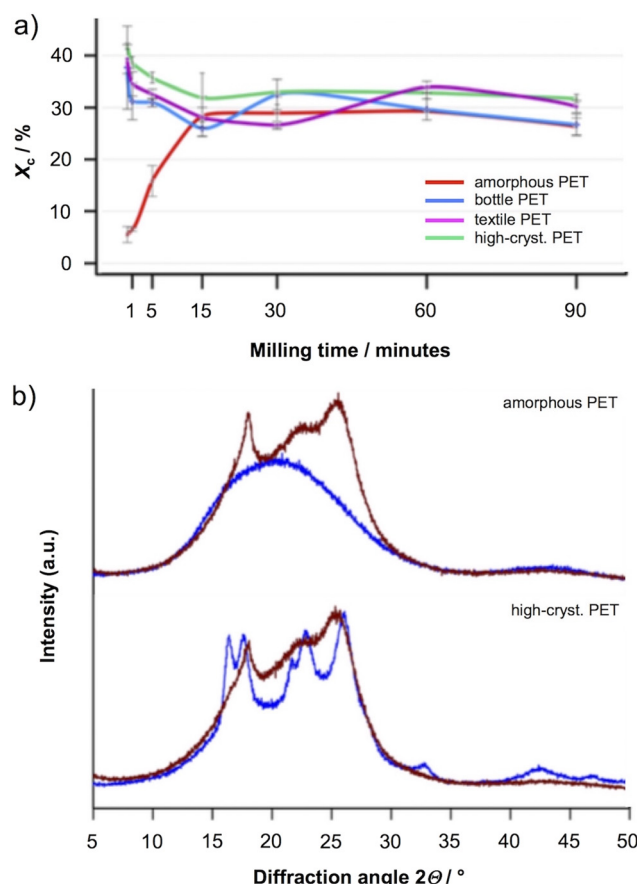 a)
40
30
20
10
0
X c / %
amorphous PET
bottle PET
textile PET
high-cryst. PET
1 5 15 30 60 90
Milling time / minutes
b)
amorphous PET
Intensity (a.u.)
high-cryst. PET
5 10 15 20 25 30 35 40 45 50
Diffraction angle 2Θ / °